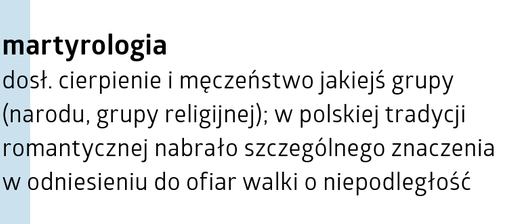 martyrologia
dosł. cierpienie i męczeństwo jakiejś grupy
(narodu, grupy religijnej); w polskiej tradycji
romantycznej nabrało szczególnego znaczenia
w odniesieniu do ofiar walki o niepodległość